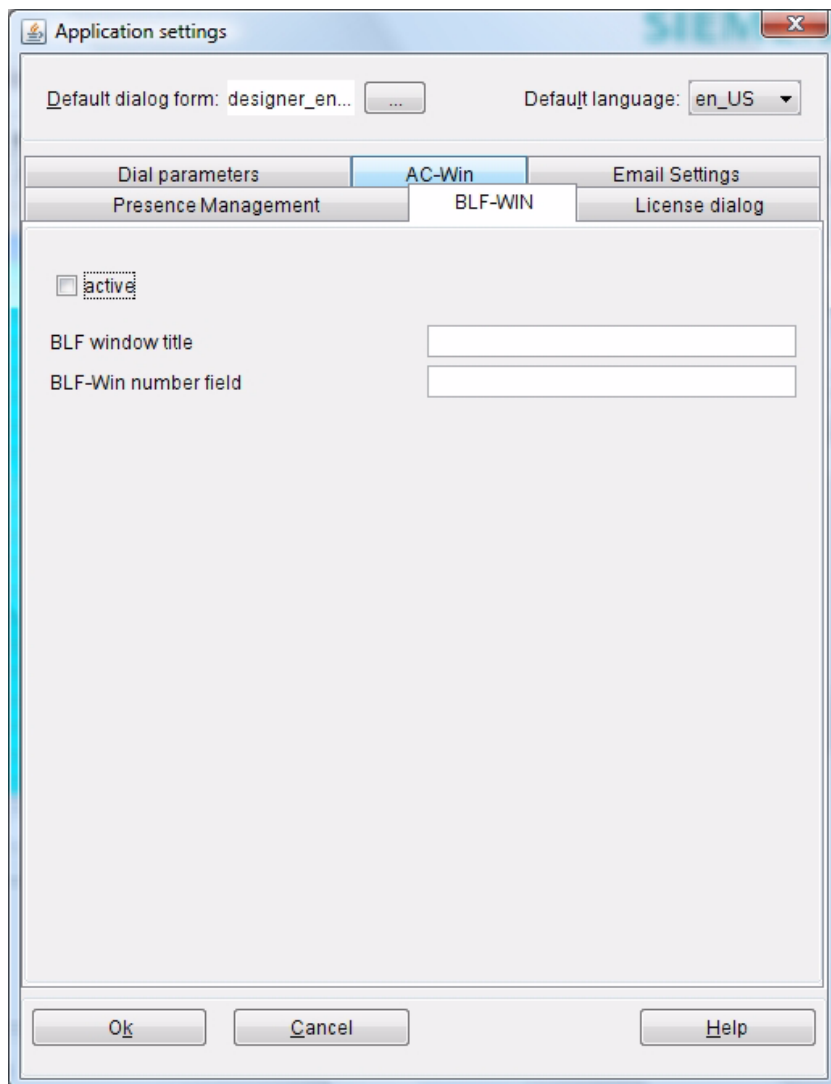 Application settings
SIEM
Default dialog form: designer_en... ... Default language: en_US
Dial parameters AC-Win Email Settings
Presence Management BLF-WIN License dialog
active
BLF window title
BLF-Win number field
Ok Cancel Help